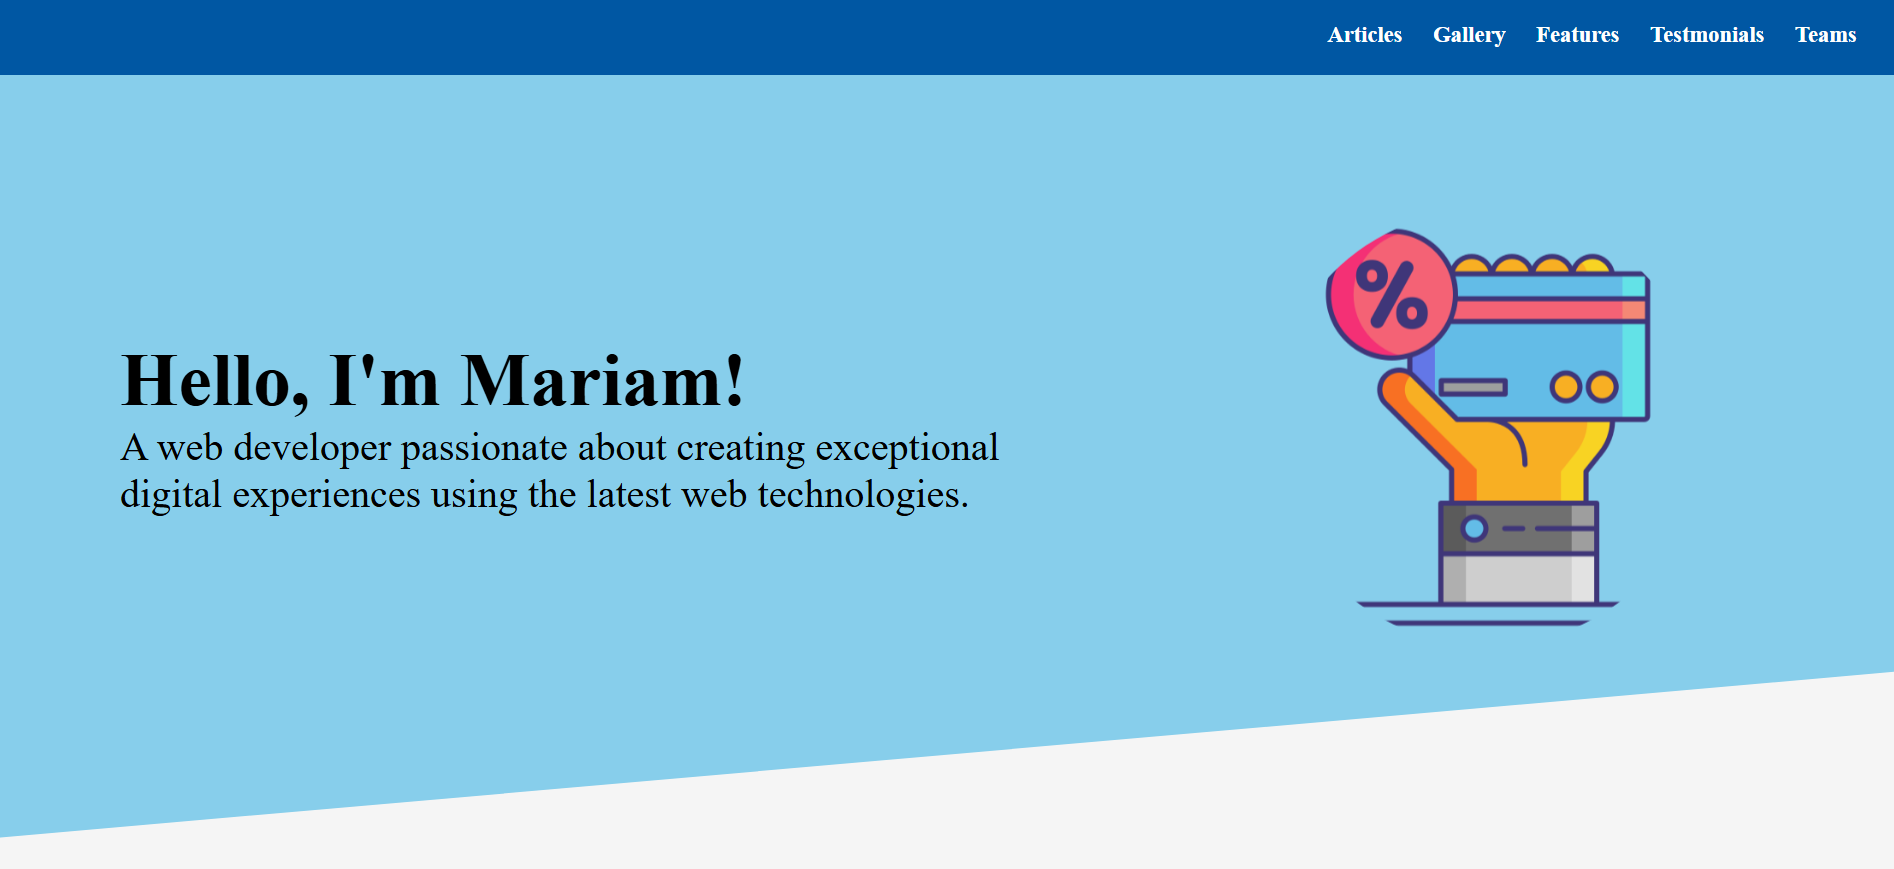 Articles Gallery Features Testmonials Teams
%
Hello, I'm Mariam!
A web developer passionate about creating exceptional
digital experiences using the latest web technologies.